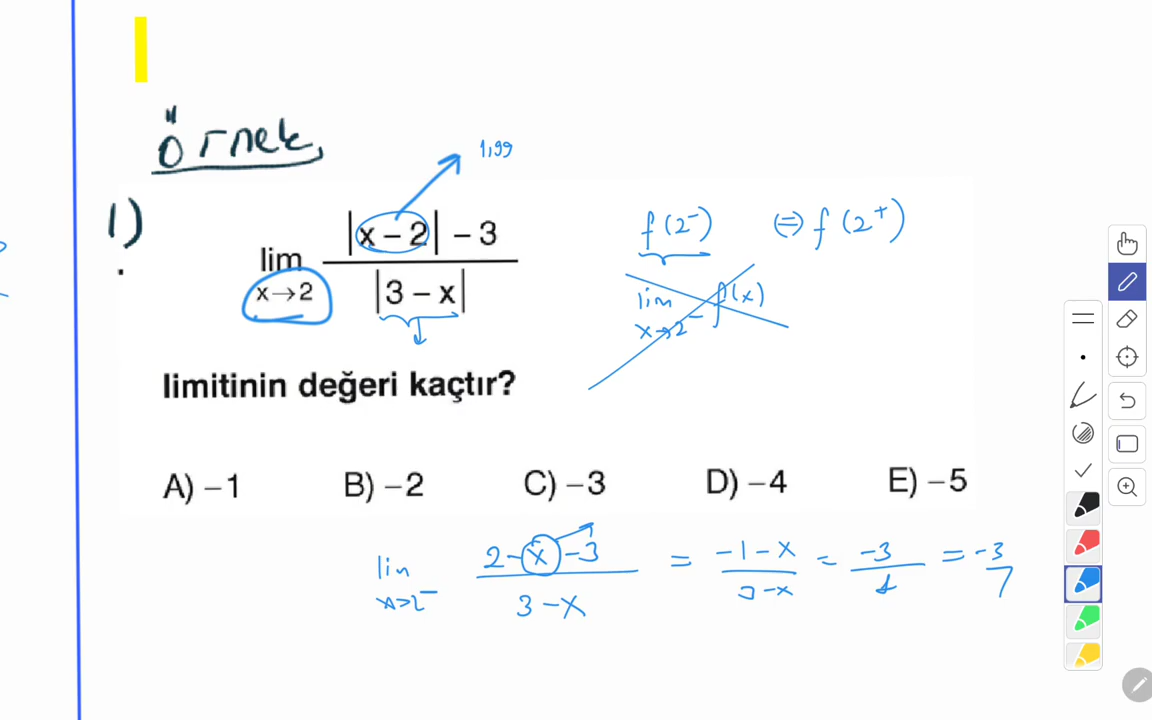 örnek,
1,99
1)
lim x→2 |x – 2| – 3 / |3 – x|
f(2⁻) ⇔ f(2⁺)
lim x→2⁻ f(x)
limitinin değeri kaçtır?
A) –1 B) –2 C) –3 D) –4 E) –5
lim x→2⁻ 2-x-3 / 3-x = -1-x / 3-x = -3 / 1 = -3